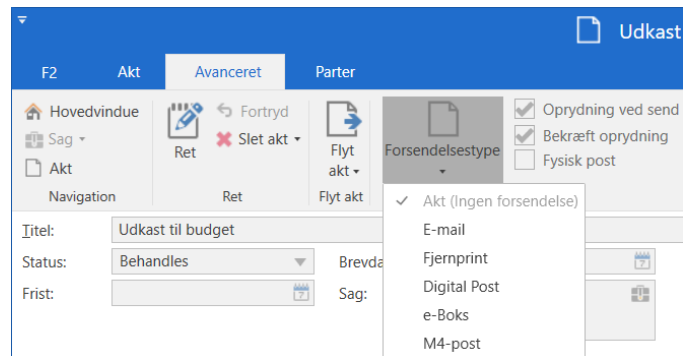 Udkast
F2 Akt Avanceret Parter
Hovedvindue
Sag
Akt
Navigation
Ret
Fortryd
Slet akt
Ret
Flyt
akt
Flyt akt
Forsendelsestype
Oprydning ved send
Bekræft oprydning
Fysisk post
Akt (Ingen forsendelse)
E-mail
Fjernprint
Digital Post
e-Boks
M4-post
Titel: Udkast til budget
Status: Behandles Brevda
Frist: Sag: